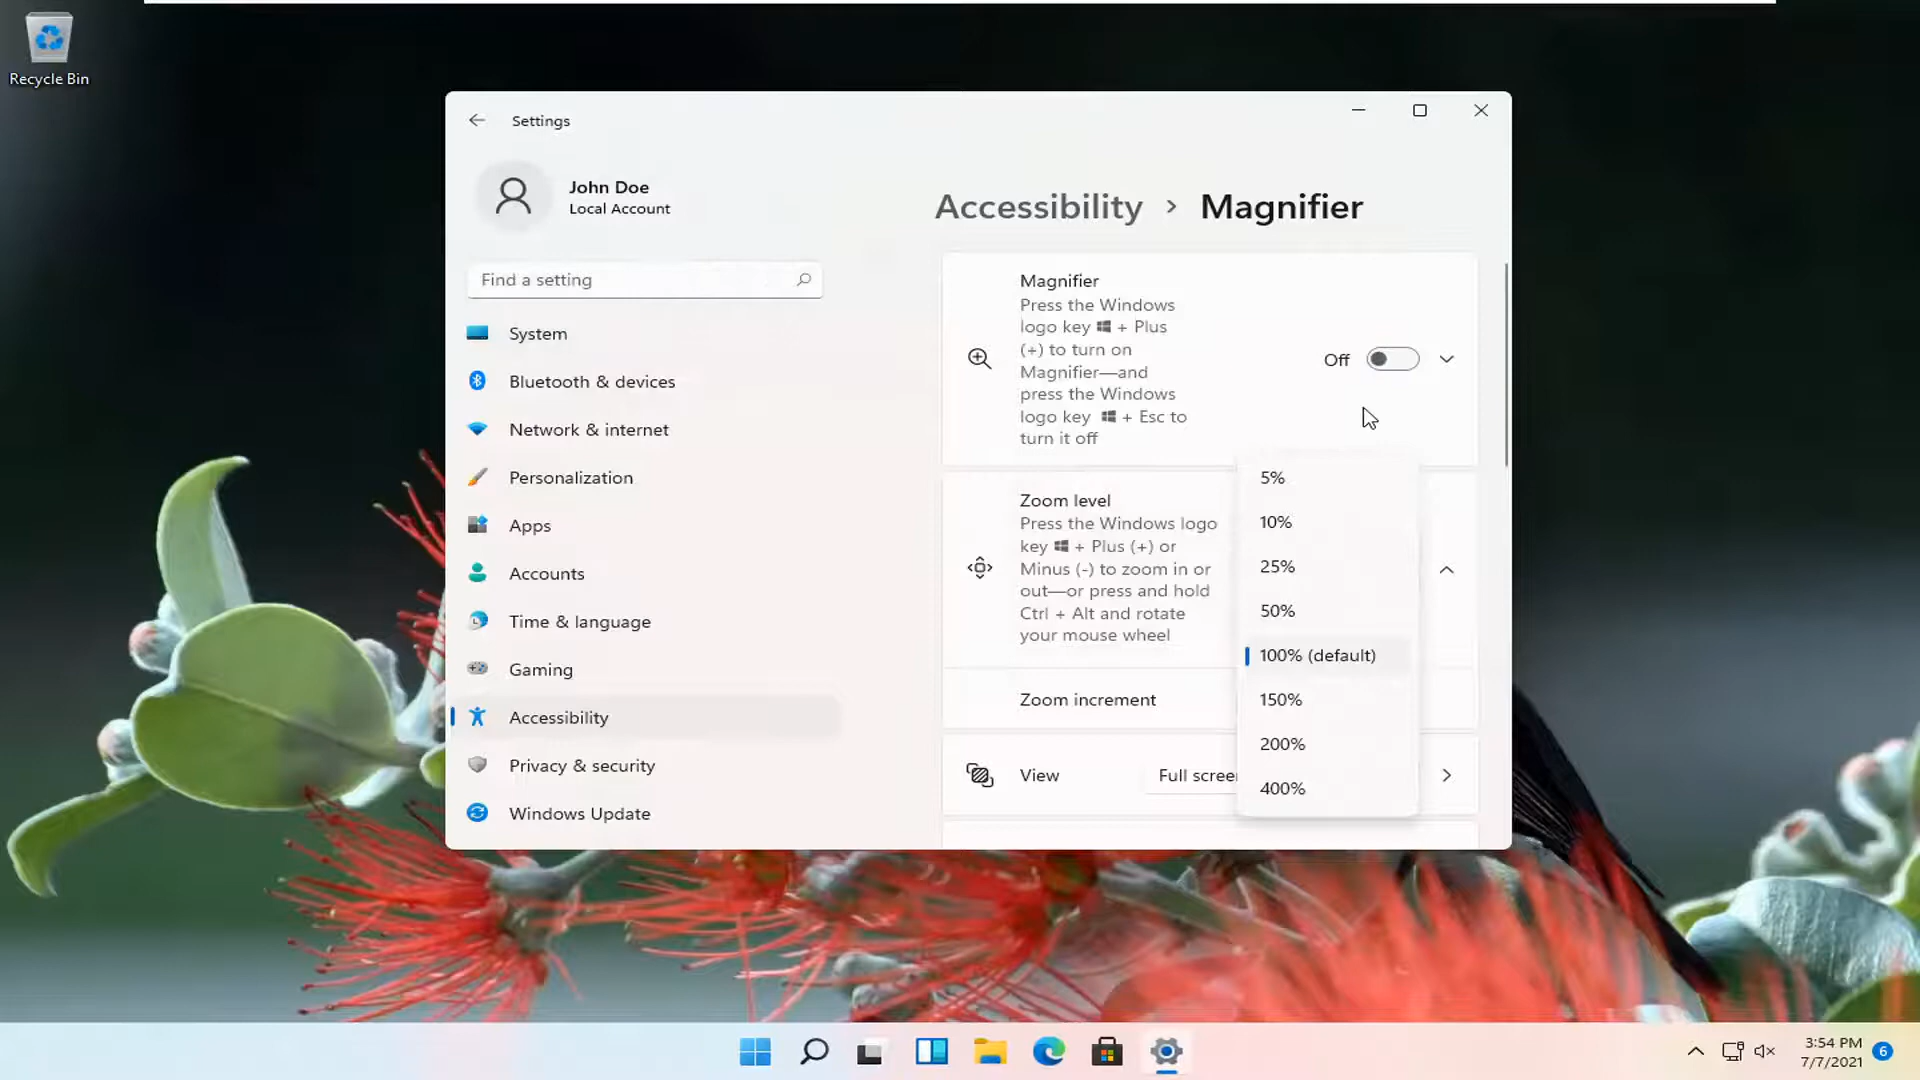 Recycle Bin
Settings
John Doe
Local Account
Find a setting
System
Bluetooth & devices
Network & internet
Personalization
Apps
Accounts
Time & language
Gaming
Accessibility
Privacy & security
Windows Update
Accessibility > Magnifier
Magnifier
Press the Windows
logo key + Plus
(+) to turn on
Magnifier—and
press the Windows
logo key + Esc to
turn it off
Off
Zoom level
Press the Windows logo
key + Plus (+) or
Minus (-) to zoom in or
out—or press and hold
Ctrl + Alt and rotate
your mouse wheel
Zoom increment
View
Full scree
5%
10%
25%
50%
100% (default)
150%
200%
400%
3:54 PM
7/7/2021
6